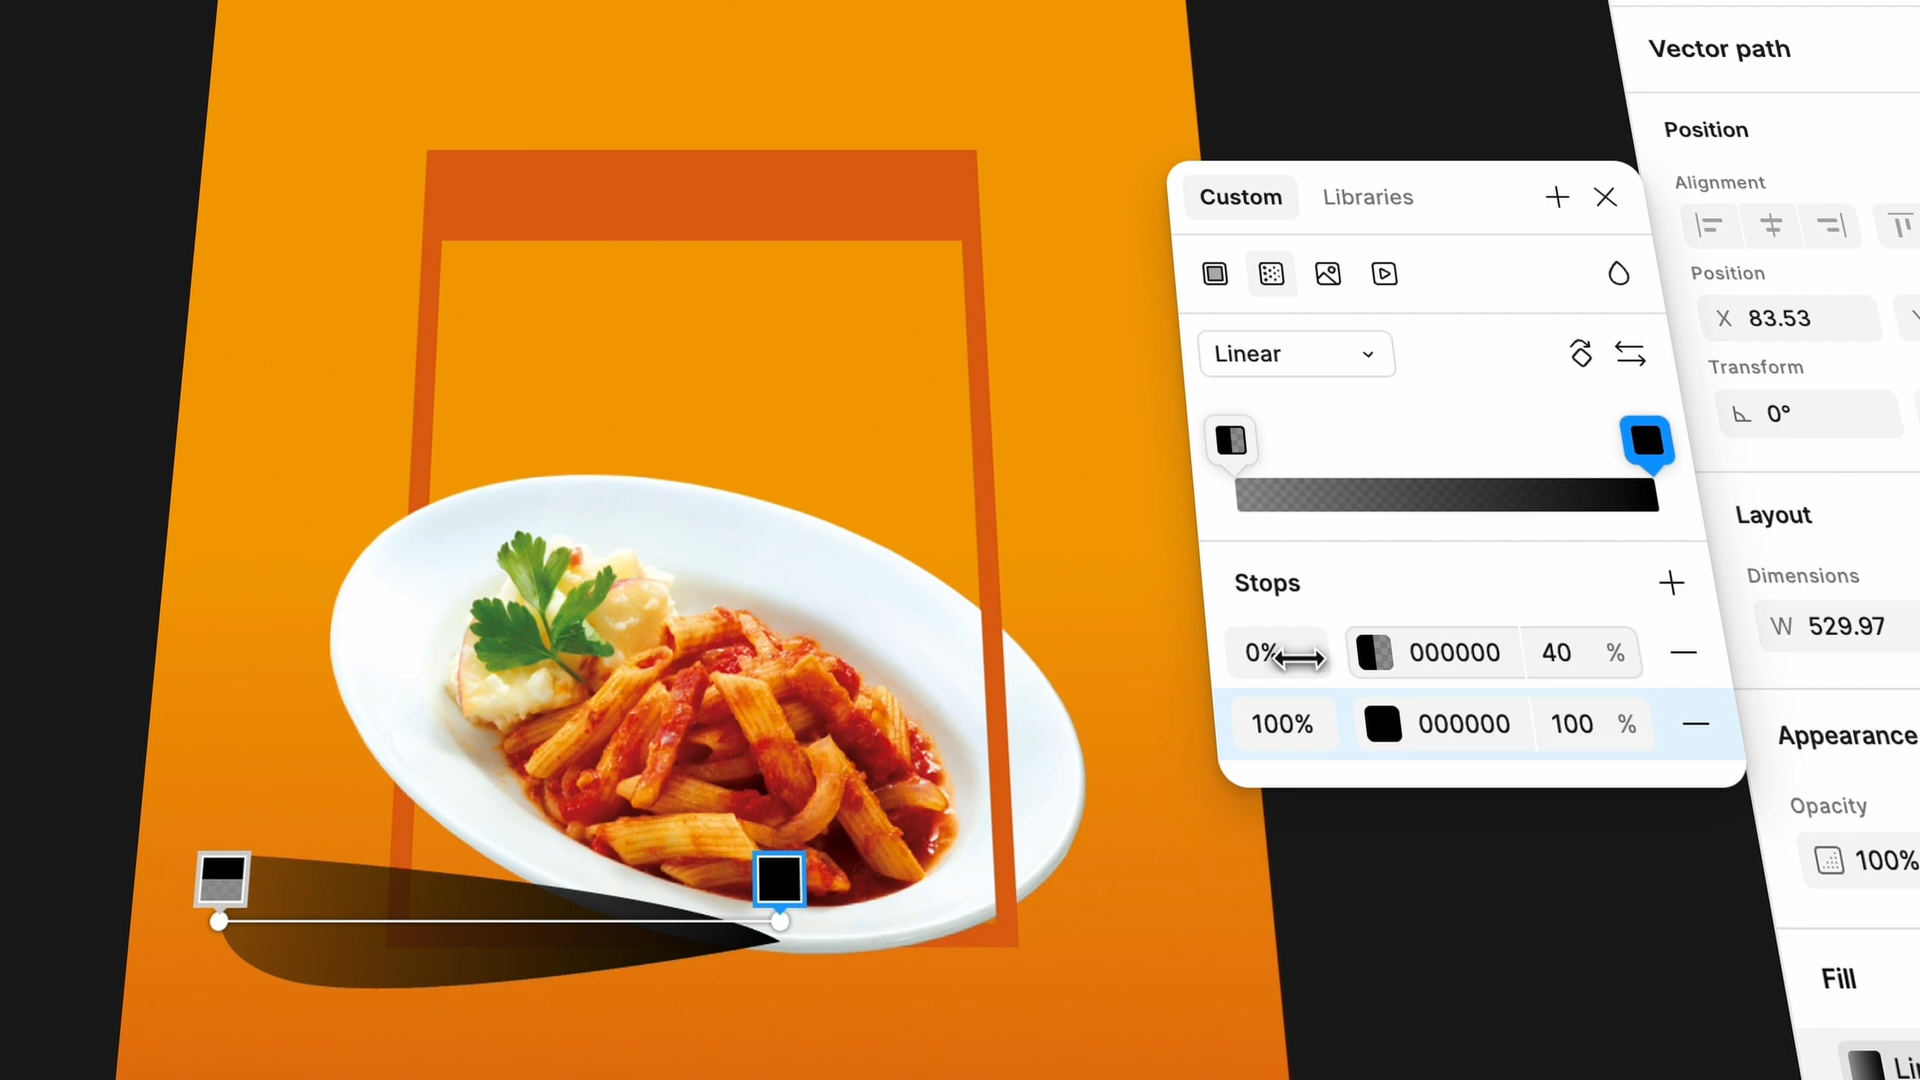 Vector path
Position
Alignment
Position
X 83.53
Transform
0°
Custom Libraries
Linear
Stops
0% 000000 40 %
100% 000000 100 %
Layout
Dimensions
W 529.97
Appearance
Opacity
100%
Fill